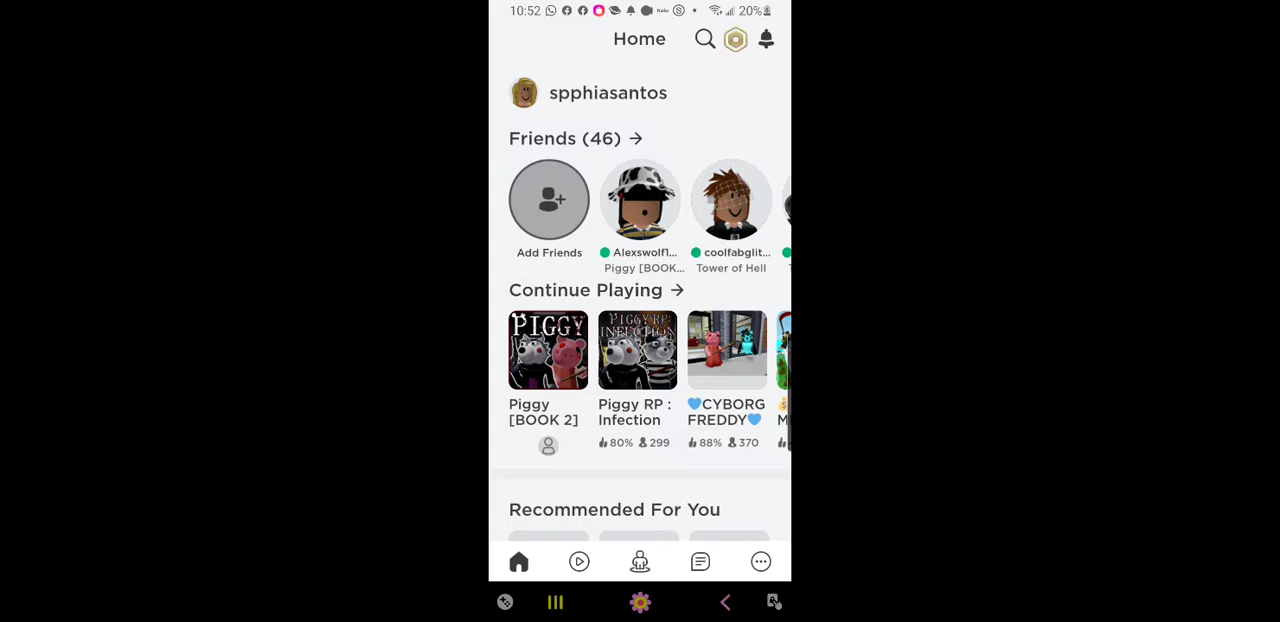 10:52
hulu
20%
Home
spphiasantos
Friends (46) →
Add Friends
Alexswolf1...
Piggy [BOOK...
coolfabglit...
Tower of Hell
Continue Playing →
PIGGY
PIGGY RP:
INFECTION
Piggy
[BOOK 2]
Piggy RP :
Infection
80% 299
💙CYBORG
FREDDY💙
88% 370
Recommended For You